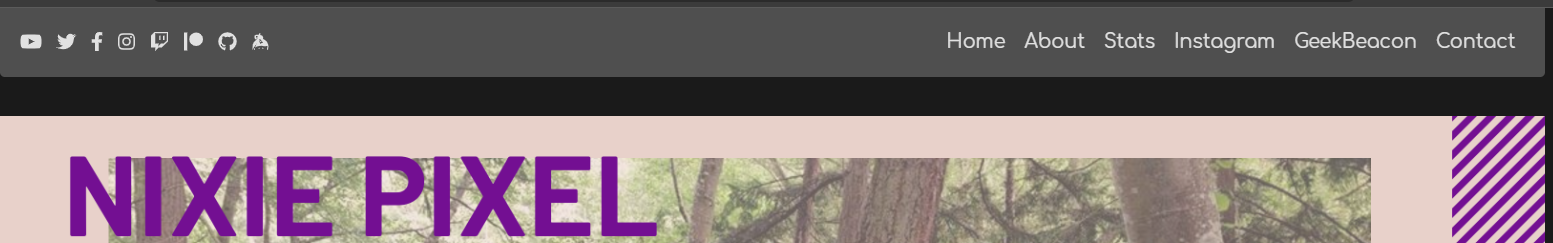 Home About Stats Instagram GeekBeacon Contact
NIXIE PIXEL